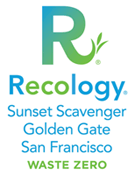 R®
Recology®
Sunset Scavenger
Golden Gate
San Francisco
WASTE ZERO